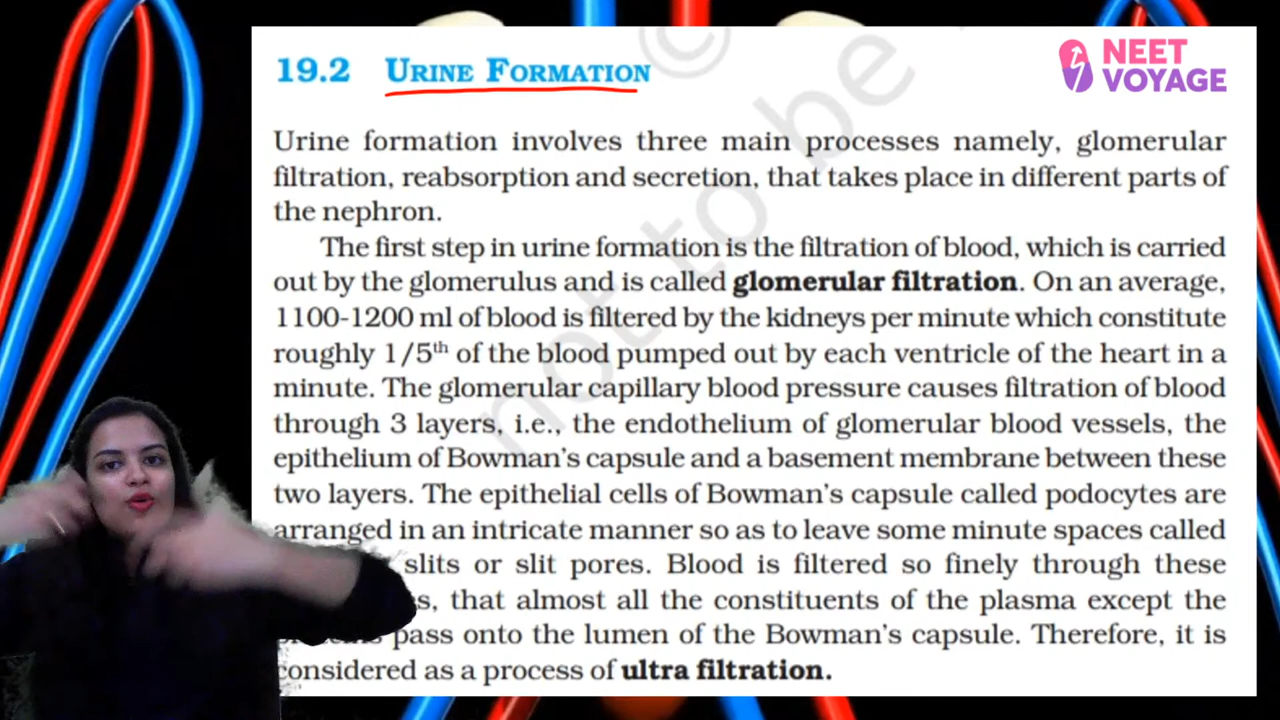 19.2 URINE FORMATION
NEET
VOYAGE
Urine formation involves three main processes namely, glomerular
filtration, reabsorption and secretion, that takes place in different parts of
the nephron.
The first step in urine formation is the filtration of blood, which is carried
out by the glomerulus and is called glomerular filtration. On an average,
1100-1200 ml of blood is filtered by the kidneys per minute which constitute
roughly 1/5th of the blood pumped out by each ventricle of the heart in a
minute. The glomerular capillary blood pressure causes filtration of blood
through 3 layers, i.e., the endothelium of glomerular blood vessels, the
epithelium of Bowman's capsule and a basement membrane between these
two layers. The epithelial cells of Bowman's capsule called podocytes are
arranged in an intricate manner so as to leave some minute spaces called
slits or slit pores. Blood is filtered so finely through these
that almost all the constituents of the plasma except the
pass onto the lumen of the Bowman's capsule. Therefore, it is
considered as a process of ultra filtration.
© not to be